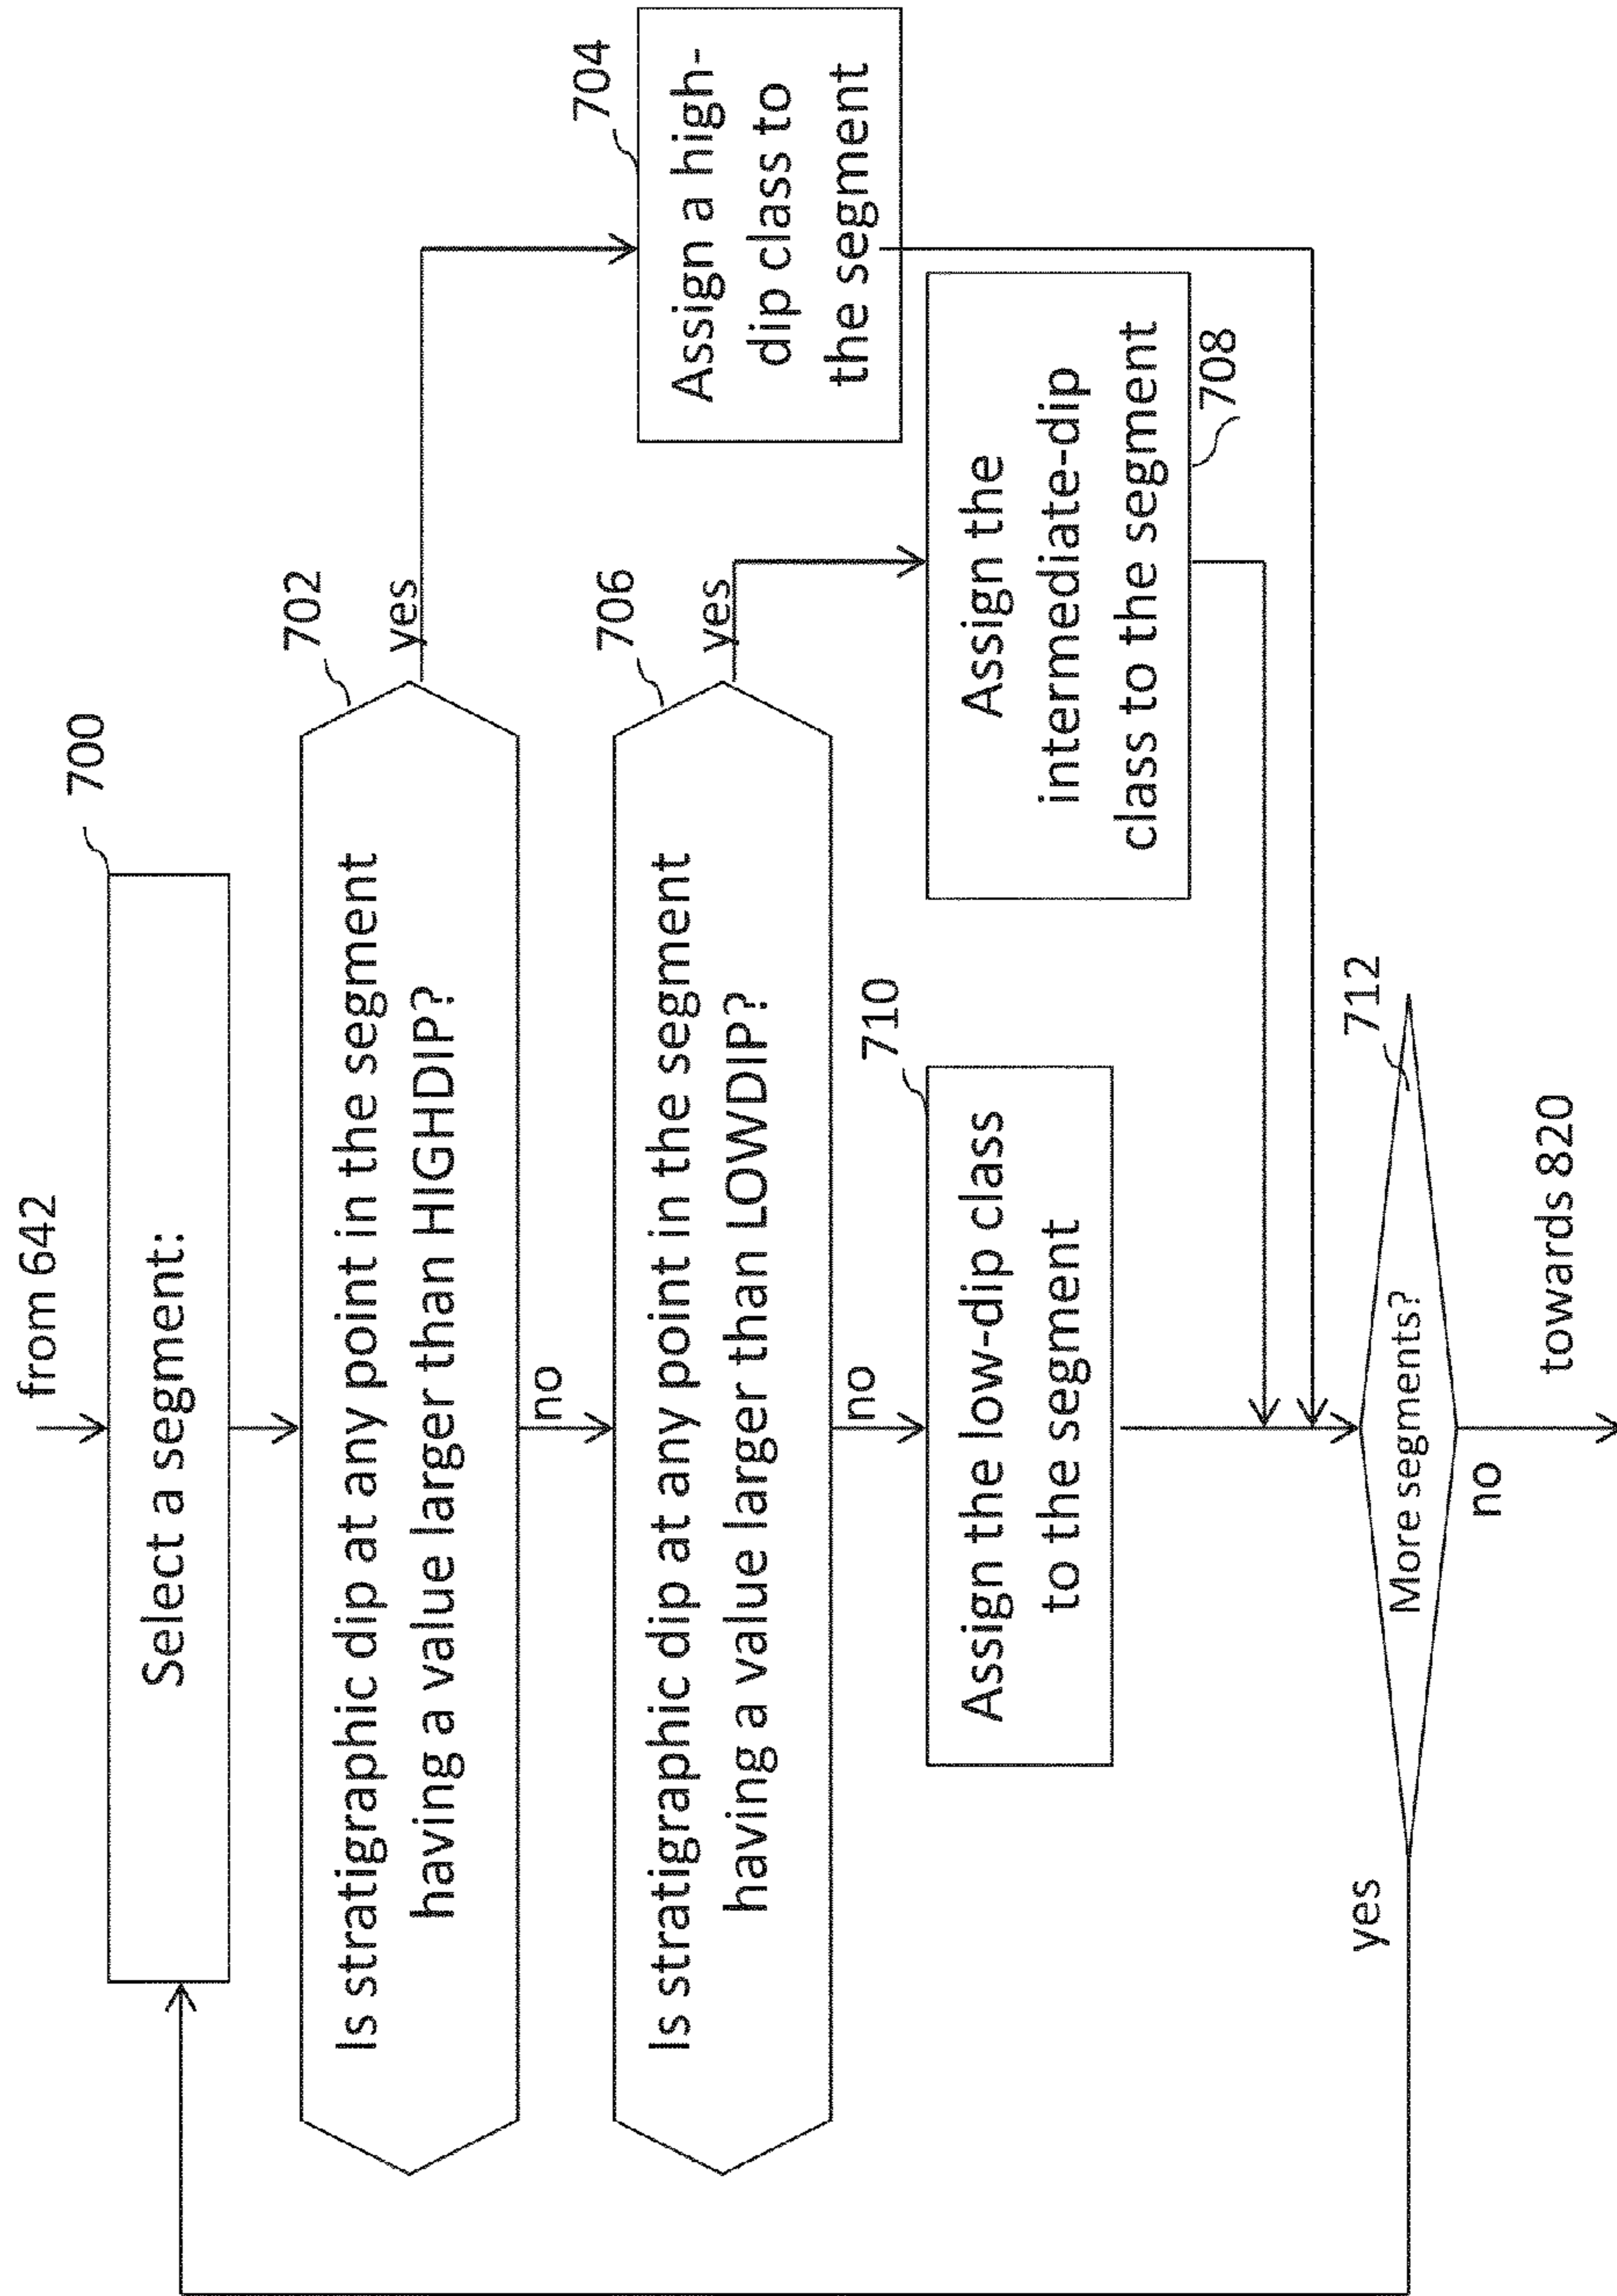 from 642
700
Select a segment:
702
Is stratigraphic dip at any point in the segment
having a value larger than HIGHDIP?
yes
no
704
Assign a high-
dip class to
the segment
706
Is stratigraphic dip at any point in the segment
having a value larger than LOWDIP?
yes
no
Assign the
intermediate-dip
class to the segment
708
710
Assign the low-dip class
to the segment
712
More segments?
yes
no
towards 820